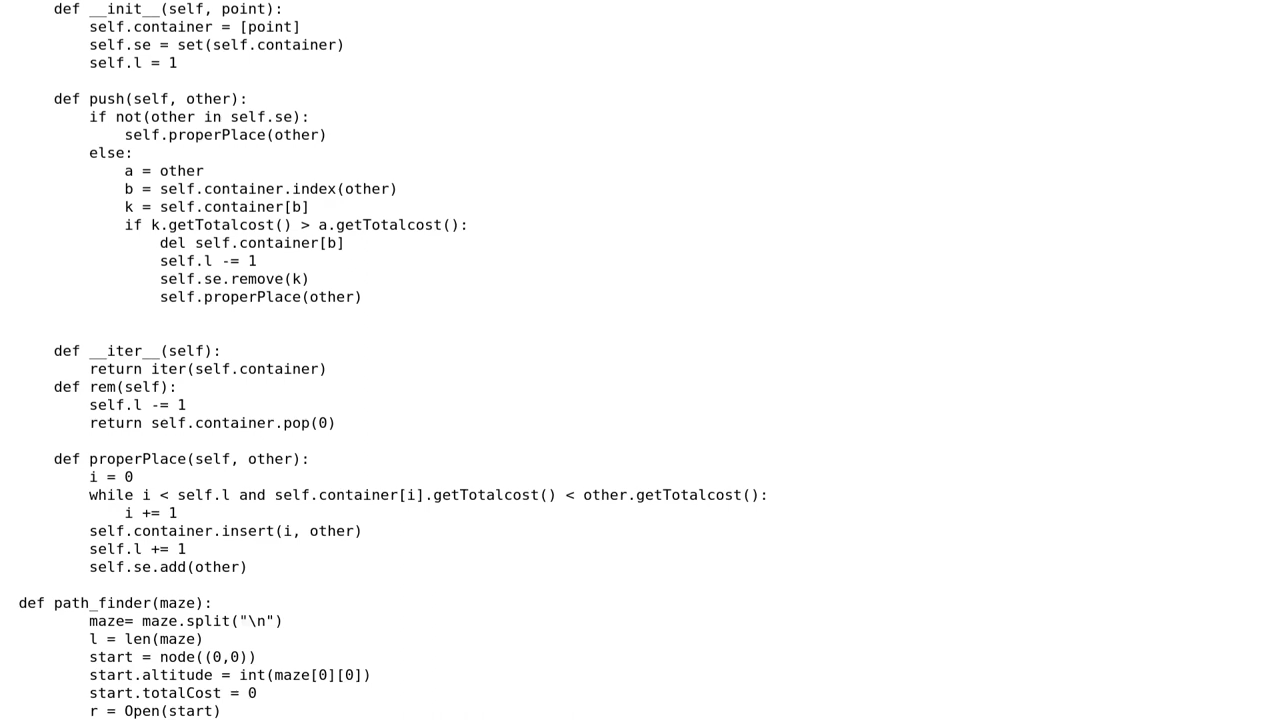 def __init__(self, point):
self.container = [point]
self.se = set(self.container)
self.l = 1
def push(self, other):
if not(other in self.se):
self.properPlace(other)
else:
a = other
b = self.container.index(other)
k = self.container[b]
if k.getTotalcost() > a.getTotalcost():
del self.container[b]
self.l -= 1
self.se.remove(k)
self.properPlace(other)
def __iter__(self):
return iter(self.container)
def rem(self):
self.l -= 1
return self.container.pop(0)
def properPlace(self, other):
i = 0
while i < self.l and self.container[i].getTotalcost() < other.getTotalcost():
i += 1
self.container.insert(i, other)
self.l += 1
self.se.add(other)
def path_finder(maze):
maze= maze.split("\n")
l = len(maze)
start = node((0,0))
start.altitude = int(maze[0][0])
start.totalCost = 0
r = Open(start)